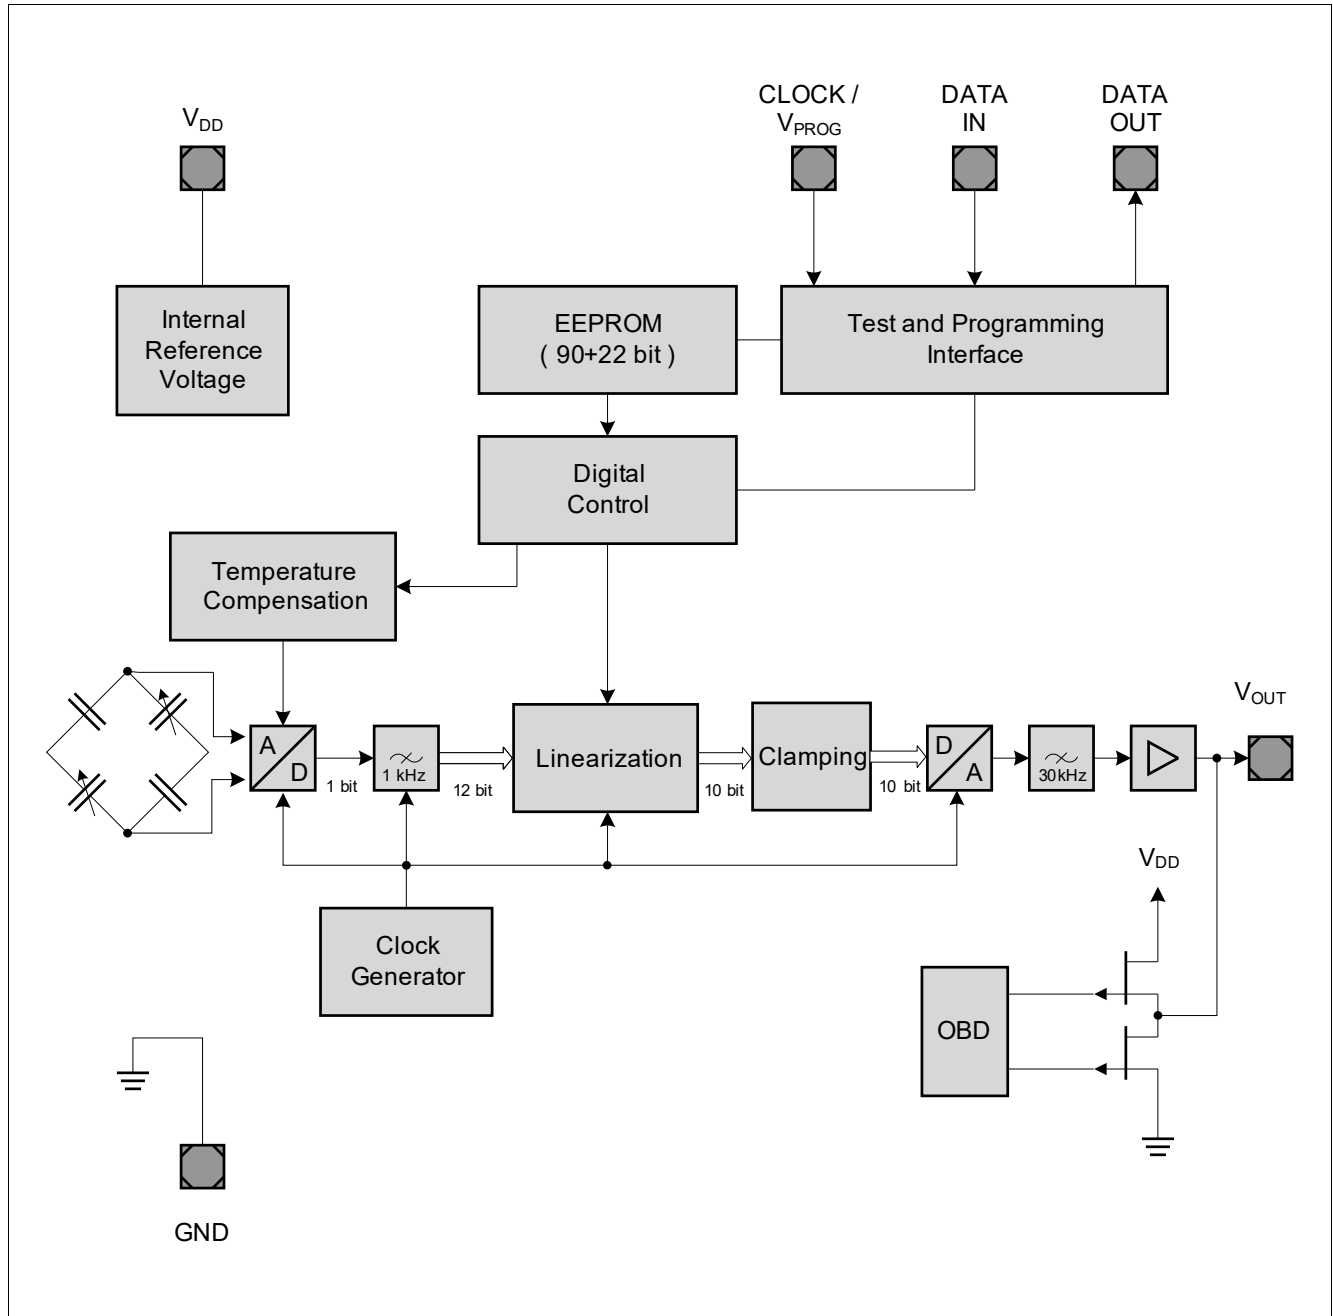 CLOCK /
VPROG
DATA
IN
DATA
OUT
VDD
Internal
Reference
Voltage
EEPROM
( 90+22 bit )
Test and Programming
Interface
Digital
Control
Temperature
Compensation
VOUT
A
D
1 bit
1 kHz
12 bit
Linearization
10 bit
Clamping
10 bit
D
A
30kHz
VDD
Clock
Generator
OBD
GND